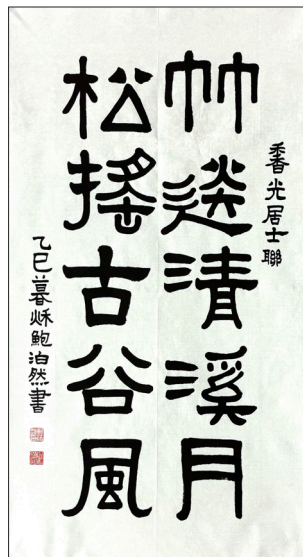 香光居士聯
竹送清溪月
松搖古谷風
乙巳暮秋鮑泊然書